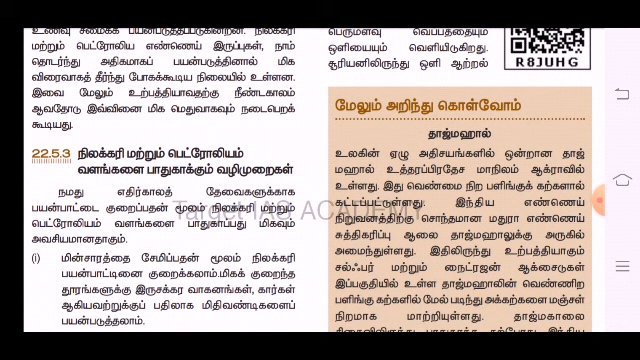 உணவு சமைக்க பயன்படுத்தப்படுகின்றன. நிலக்கரி
மற்றும் பெட்ரோலிய எண்ணெய் இருப்புகள், நாம்
தொடர்ந்து அதிகமாகப் பயன்படுத்தினால் மிக
விரைவாகத் தீர்ந்து போகக்கூடிய நிலையில் உள்ளன.
இவை மேலும் உற்பத்தியாவதற்கு நீண்டகாலம்
ஆவதோடு இவ்வினை மிக மெதுவாகவும் நடைபெறக்
கூடியது.
22.5.3 நிலக்கரி மற்றும் பெட்ரோலியம்
வளங்களை பாதுகாக்கும் வழிமுறைகள்
நமது எதிர்காலத் தேவைகளுக்காக
பயன்பாட்டை குறைப்பதன் மூலம் நிலக்கரி மற்றும்
பெட்ரோலியம் வளங்களை பாதுகாப்பது மிகவும்
அவசியமானதாகும்.
(i) மின்சாரத்தை சேமிப்பதன் மூலம் நிலக்கரி
பயன்பாட்டினை குறைக்கலாம்.மிகக் குறைந்த
தூரங்களுக்கு இருசக்கர வாகனங்கள், கார்கள்
ஆகியவற்றுக்குப் பதிலாக மிதிவண்டிகளைப்
பயன்படுத்தலாம்.
பெருமளவு வெப்பத்தையும்
ஒளியையும் வெளியிடுகிறது.
சூரியனிலிருந்து ஒளி ஆற்றல்
R8JUHG
மேலும் அறிந்து கொள்வோம்
தாஜ்மஹால்
உலகின் ஏழு அதிசயங்களில் ஒன்றான தாஜ்
மஹால் உத்தரப்பிரதேச மாநிலம் ஆக்ராவில்
உள்ளது. இது வெண்மை நிற பளிங்குக் கற்களால்
கட்டப்பட்டுள்ளது. இந்திய எண்ணெய்
நிறுவனத்திற்கு சொந்தமான மதுரா எண்ணெய்
சுத்திகரிப்பு ஆலை தாஜ்மஹாலுக்கு அருகில்
அமைந்துள்ளது. இதிலிருந்து உற்பத்தியாகும்
சல்ஃபர் மற்றும் நைட்ரஜன் ஆக்சைடுகள்
இப்பகுதியில் உள்ள தாஜ்மஹாலின் வெண்ணிற
பளிங்கு கற்களில் மேல் படிந்து அக்கற்களை மஞ்சள்
நிறமாக மாற்றியுள்ளது. தாஜ்மகாலை
Target IAS ACADEMY